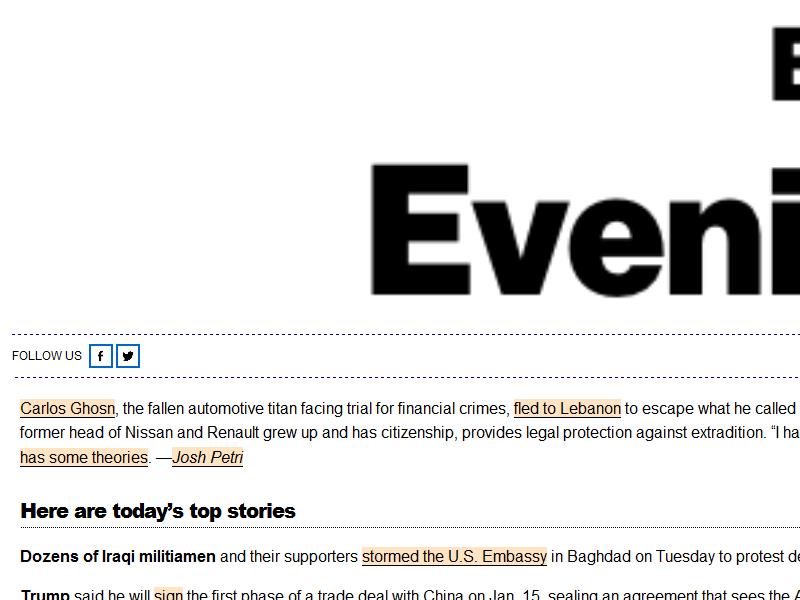 Eveni
FOLLOW US
Carlos Ghosn, the fallen automotive titan facing trial for financial crimes, fled to Lebanon to escape what he called
former head of Nissan and Renault grew up and has citizenship, provides legal protection against extradition. “I ha
has some theories. —Josh Petri
Here are today’s top stories
Dozens of Iraqi militiamen and their supporters stormed the U.S. Embassy in Baghdad on Tuesday to protest de
Trump said he will sign the first phase of a trade deal with China on Jan. 15, sealing an agreement that sees the